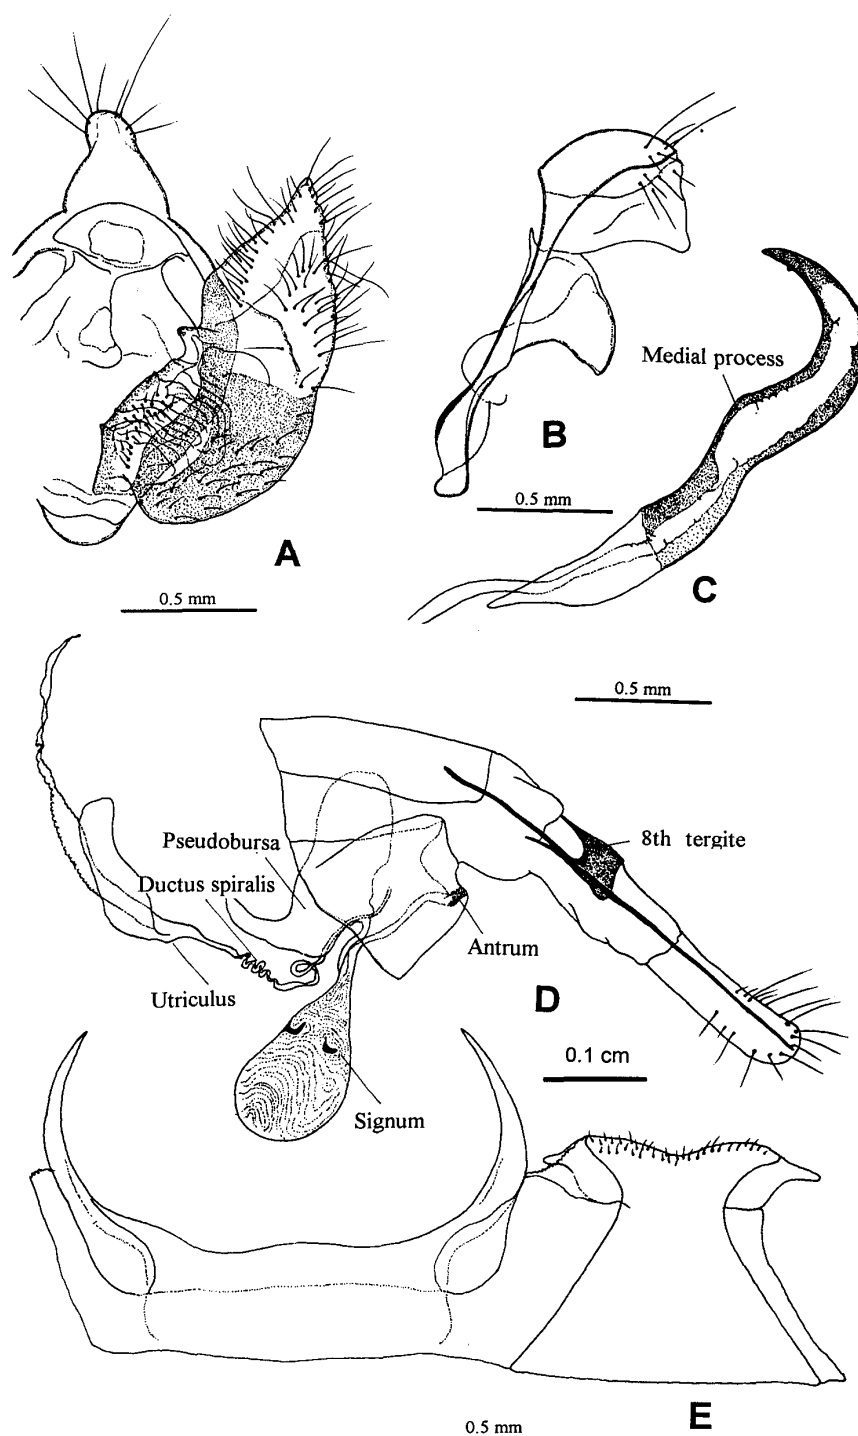 Medial process
B
0.5 mm
A
0.5 mm
C
0.5 mm
8th tergite
Pseudobursa
Ductus spiralis
Antrum
Utriculus
D
0.1 cm
Signum
0.5 mm
E